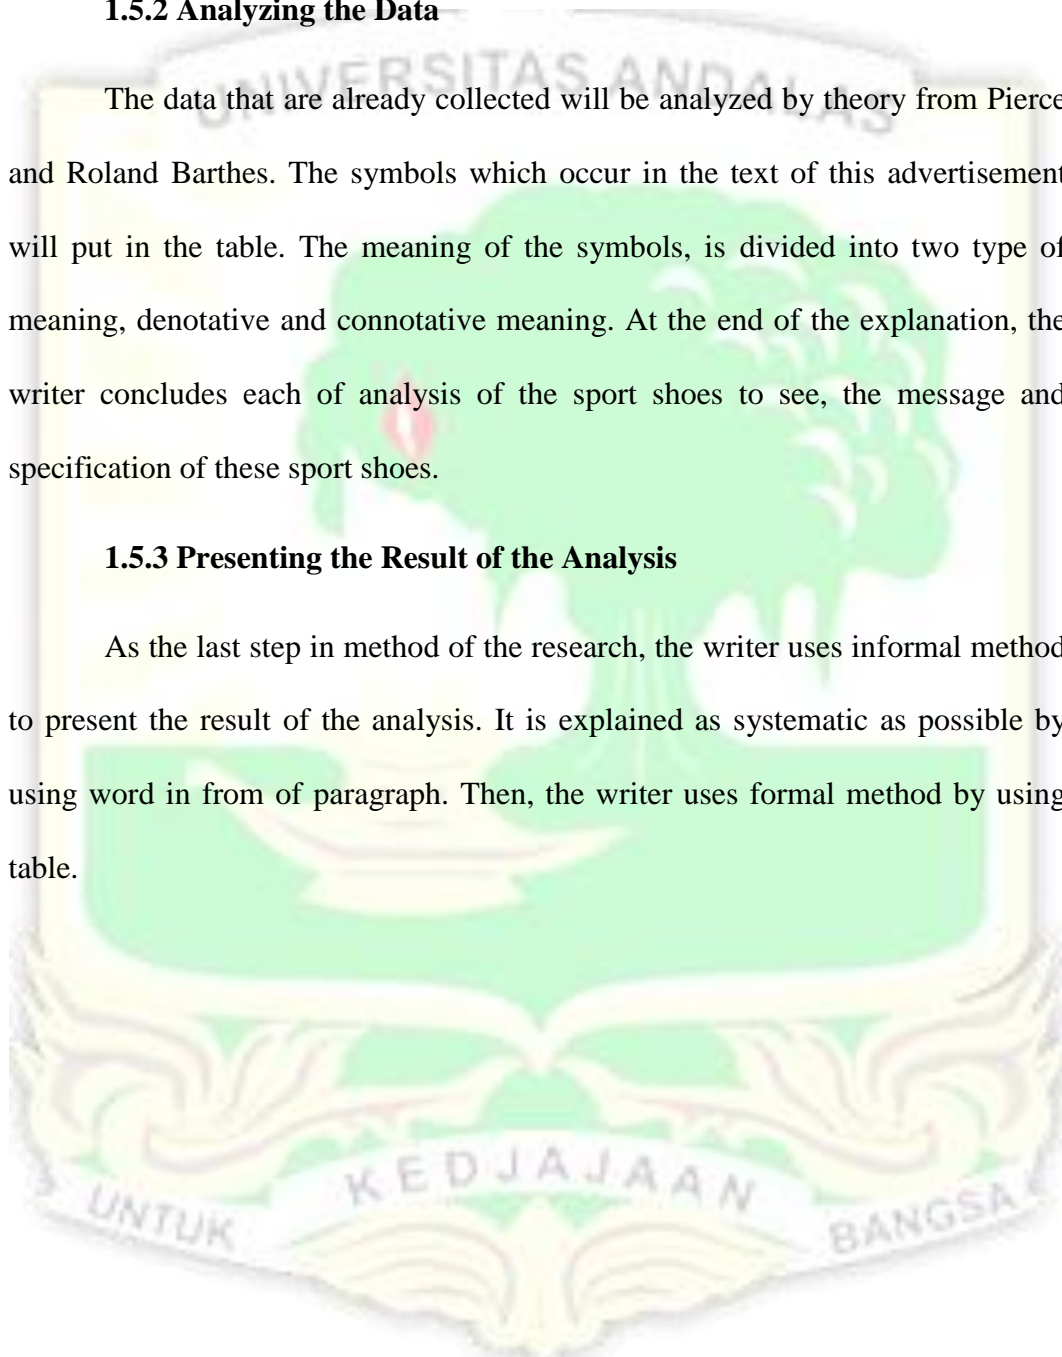 1.5.2 Analyzing the Data
UNIVERSITAS ANDALAS
The data that are already collected will be analyzed by theory from Pierce
and Roland Barthes. The symbols which occur in the text of this advertisement
will put in the table. The meaning of the symbols, is divided into two type of
meaning, denotative and connotative meaning. At the end of the explanation, the
writer concludes each of analysis of the sport shoes to see, the message and
specification of these sport shoes.
1.5.3 Presenting the Result of the Analysis
As the last step in method of the research, the writer uses informal method
to present the result of the analysis. It is explained as systematic as possible by
using word in from of paragraph. Then, the writer uses formal method by using
table.
UNTUK KEDJAJAAN BANGSA